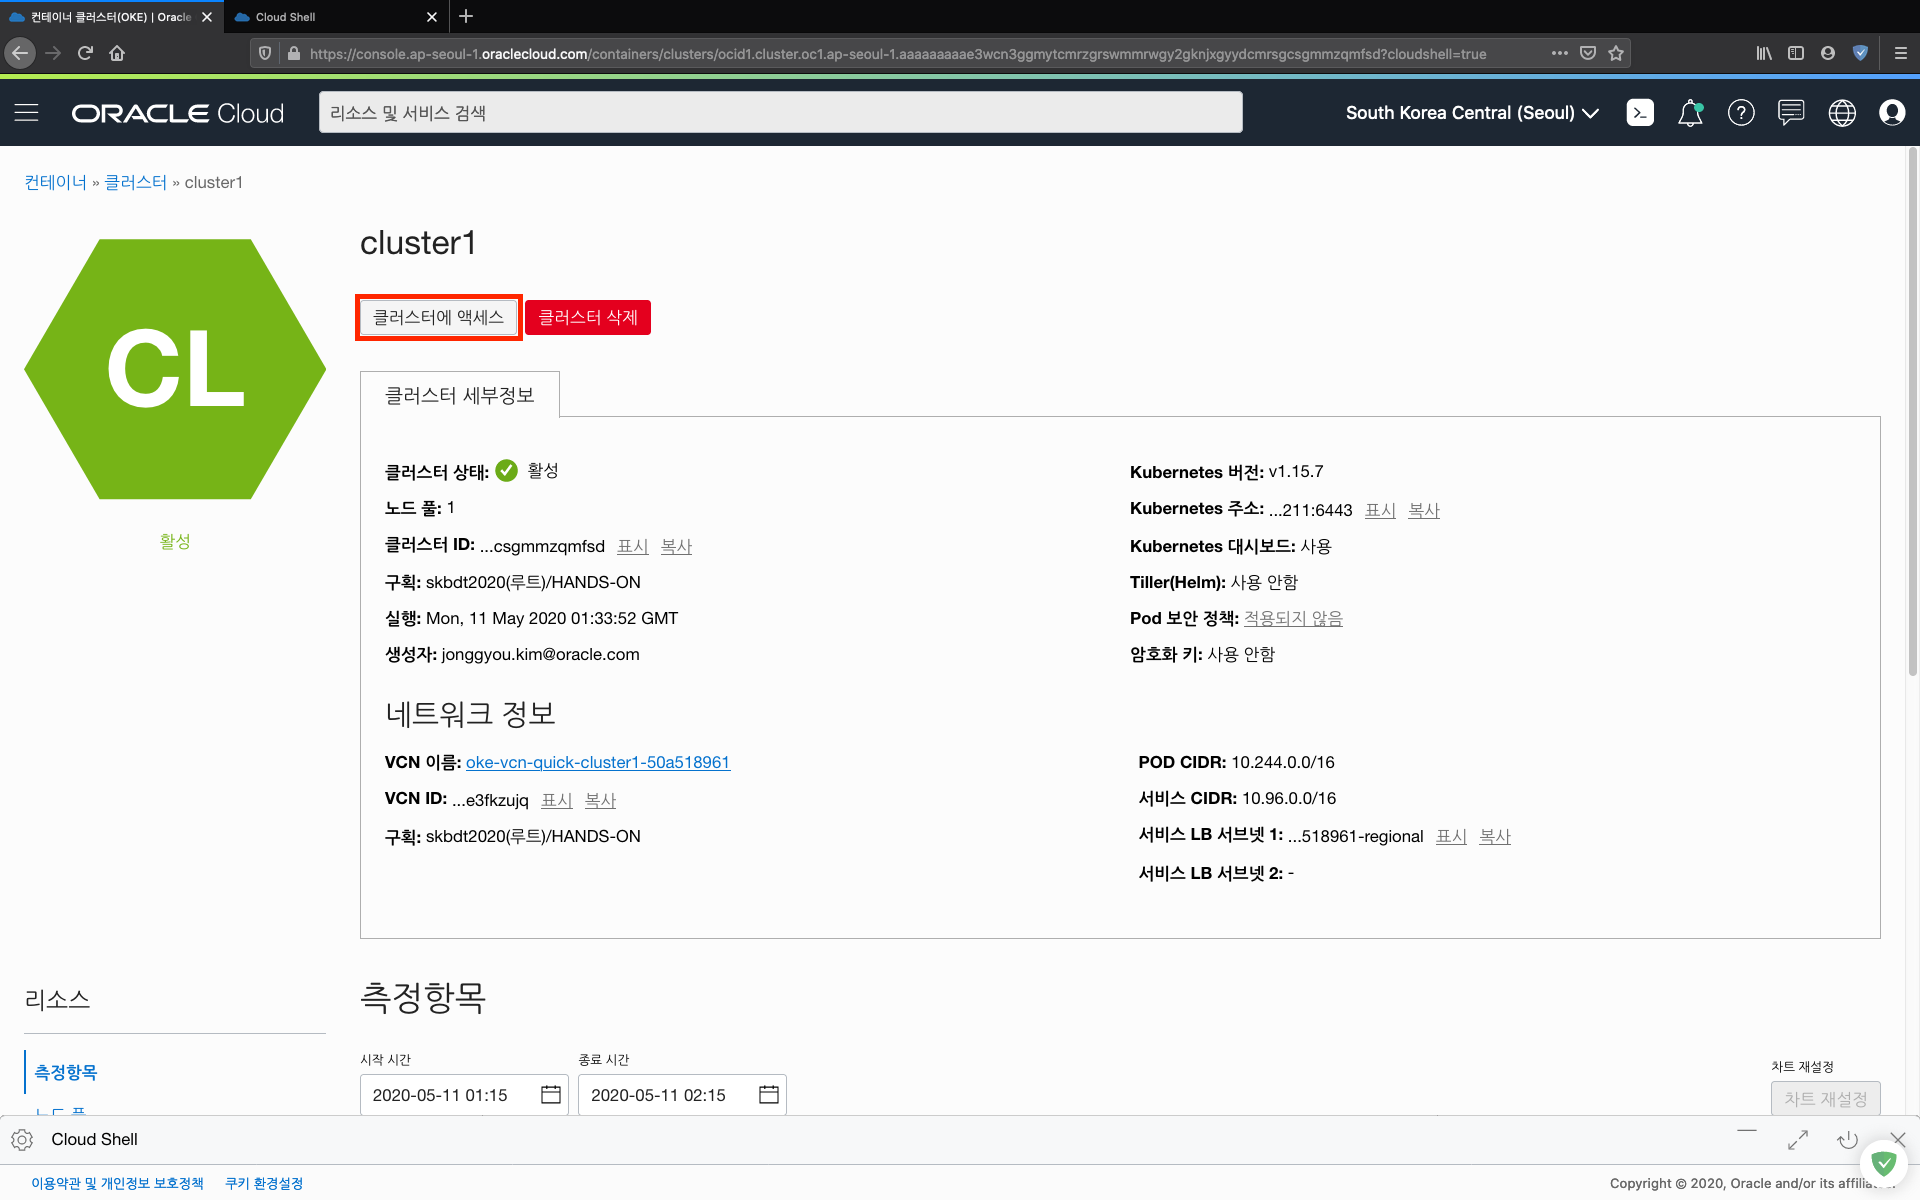 컨테이너 클러스터(OKE) | Oracle
Cloud Shell
https://console.ap-seoul-1.oraclecloud.com/containers/clusters/ocid1.cluster.oc1.ap-seoul-1.aaaaaaaaae3wcn3ggmytcmrzgrswmmrwgy2gknjxgyydcmrsgcsgmmzqmfsd?cloudshell=true
ORACLE Cloud
리소스 및 서비스 검색
South Korea Central (Seoul)
컨테이너 » 클러스터 » cluster1
cluster1
클러스터에 액세스
클러스터 삭제
CL
활성
클러스터 세부정보
클러스터 상태: 활성
노드 풀: 1
클러스터 ID: ...csgmmzqmfsd 표시 복사
구획: skbdt2020(루트)/HANDS-ON
실행: Mon, 11 May 2020 01:33:52 GMT
생성자: jonggyou.kim@oracle.com
Kubernetes 버전: v1.15.7
Kubernetes 주소: ...211:6443 표시 복사
Kubernetes 대시보드: 사용
Tiller(Helm): 사용 안함
Pod 보안 정책: 적용되지 않음
암호화 키: 사용 안함
네트워크 정보
VCN 이름: oke-vcn-quick-cluster1-50a518961
VCN ID: ...e3fkzujq 표시 복사
구획: skbdt2020(루트)/HANDS-ON
POD CIDR: 10.244.0.0/16
서비스 CIDR: 10.96.0.0/16
서비스 LB 서브넷 1: ...518961-regional 표시 복사
서비스 LB 서브넷 2: -
리소스
측정항목
노드 풀
측정항목
시작 시간
2020-05-11 01:15
종료 시간
2020-05-11 02:15
차트 재설정
차트 재설정
Cloud Shell
이용약관 및 개인정보 보호정책 쿠키 환경설정
Copyright © 2020, Oracle and/or its